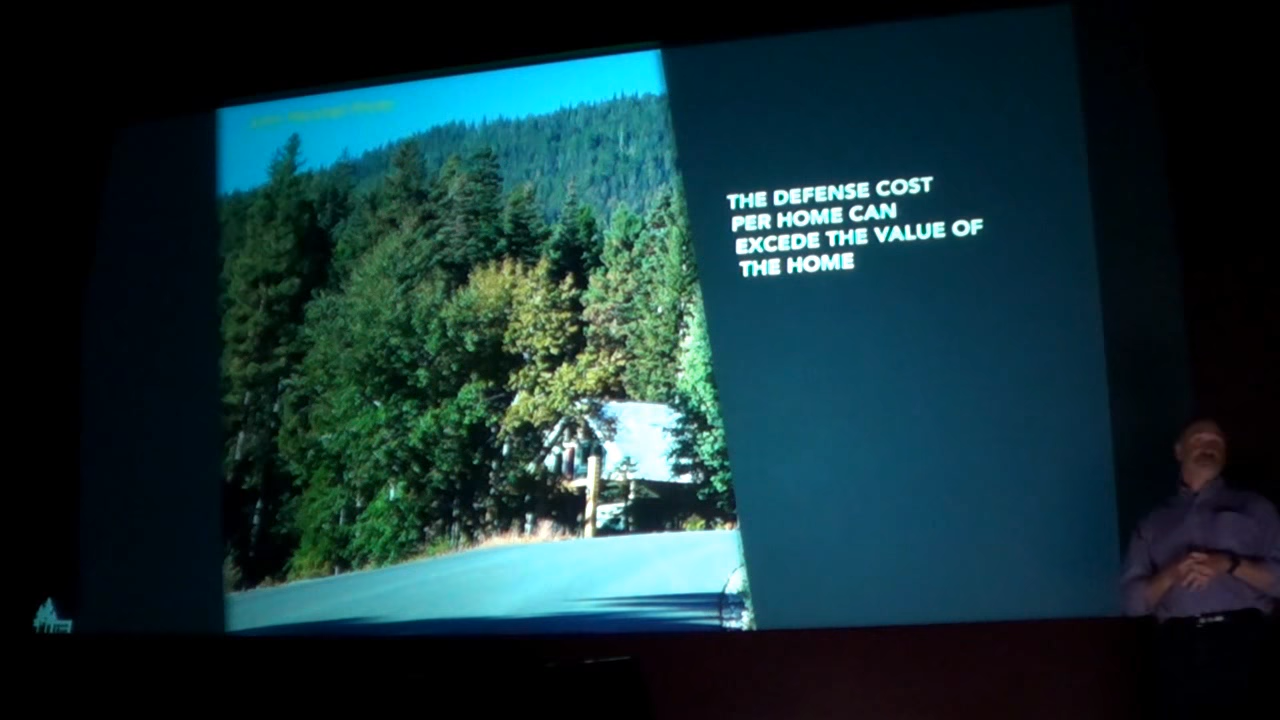 THE DEFENSE COST
PER HOME CAN
EXCEDE THE VALUE OF
THE HOME